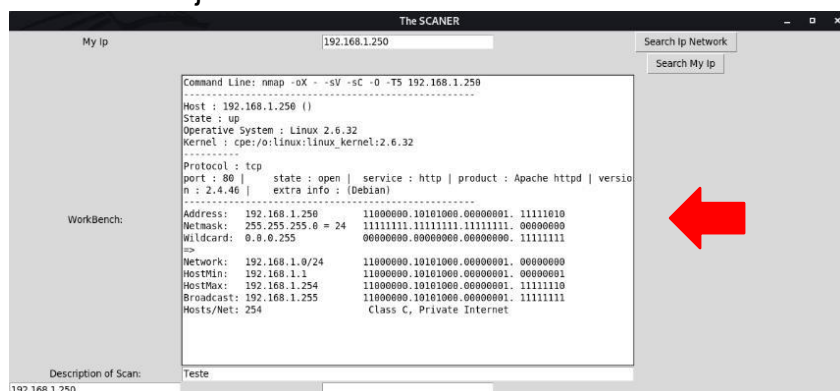 The SCANER
My Ip 192.168.1.250 Search Ip Network
Search My Ip
Command Line: nmap -oX - -sV -sC -O -T5 192.168.1.250
--------------------------------------------------
Host : 192.168.1.250 ()
State : up
Operative System : Linux 2.6.32
Kernel : cpe:/o:linux:linux_kernel:2.6.32
----------
Protocol : tcp
port : 80 | state : open | service : http | product : Apache httpd | versio
n : 2.4.46 | extra info : (Debian)
--------------------------------------------------
Address: 192.168.1.250 11000000.10101000.00000001. 11111010
WorkBench:
Netmask: 255.255.255.0 = 24 11111111.11111111.11111111. 00000000
Wildcard: 0.0.0.255 00000000.00000000.00000000. 11111111
=>
Network: 192.168.1.0/24 11000000.10101000.00000001. 00000000
HostMin: 192.168.1.1 11000000.10101000.00000001. 00000001
HostMax: 192.168.1.254 11000000.10101000.00000001. 11111110
Broadcast: 192.168.1.255 11000000.10101000.00000001. 11111111
Hosts/Net: 254 Class C, Private Internet
Description of Scan: Teste
192.168.1.250